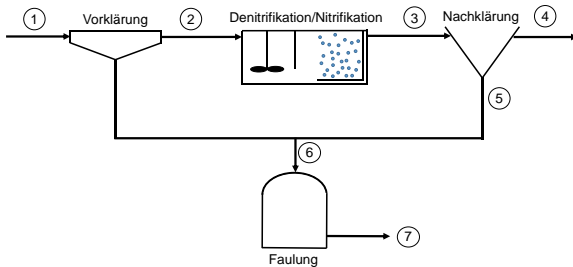 1
Vorklärung
2
Denitrifikation/Nitrifikation
3
Nachklärung
4
5
6
7
Faulung